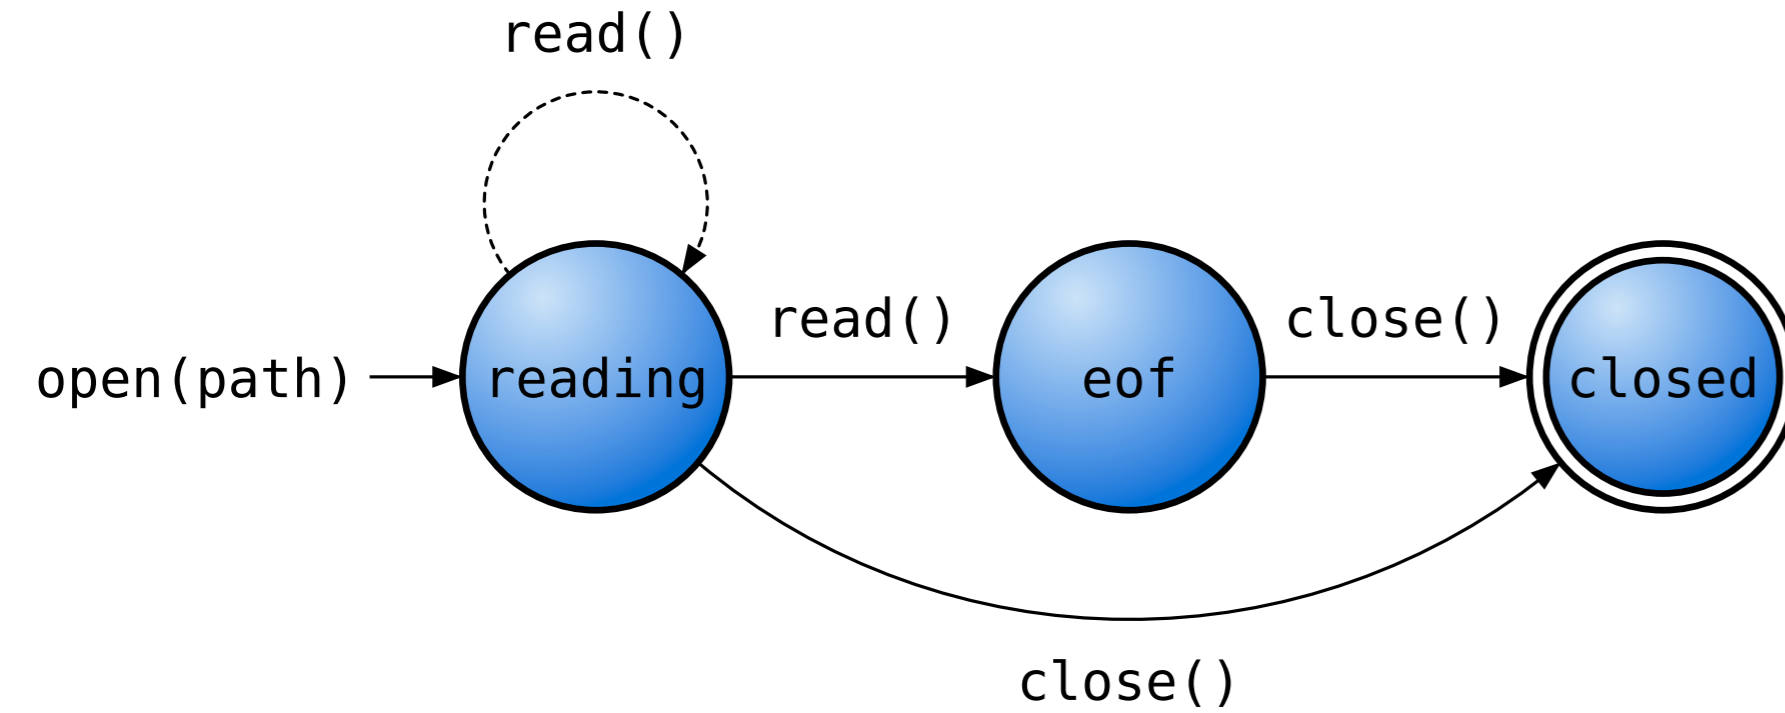 read()
read()
close()
open(path)
reading
eof
closed
close()